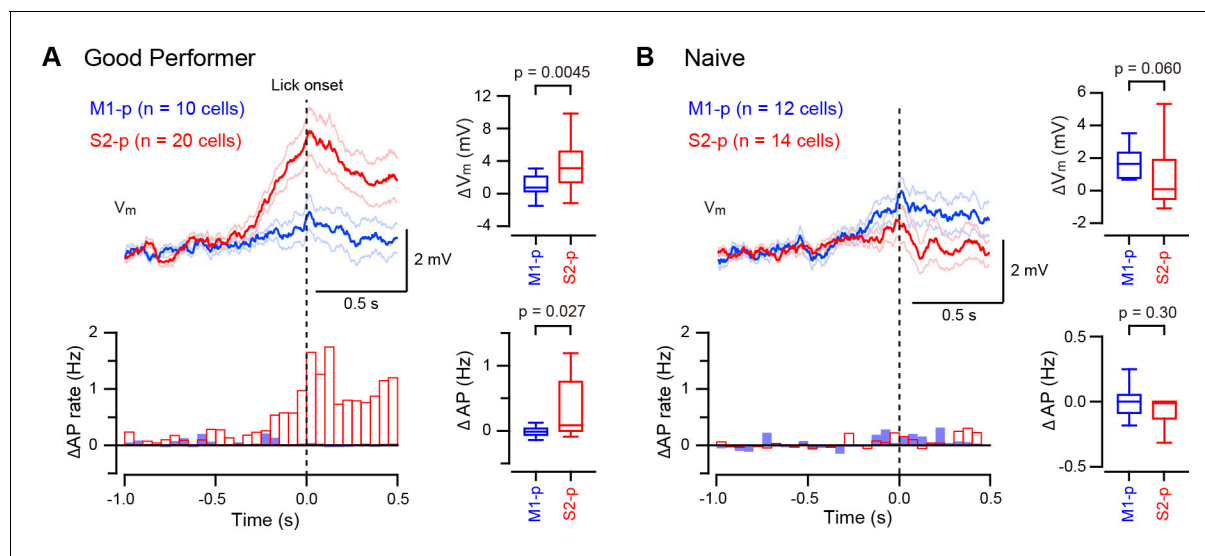 A Good Performer
Lick onset
M1-p (n = 10 cells)
S2-p (n = 20 cells)
Vm
2 mV
0.5 s
p = 0.0045
ΔVm (mV)
12
8
4
0
-4
M1-p
S2-p
ΔAP rate (Hz)
2
1
0
-1.0
-0.5
0.0
0.5
Time (s)
p = 0.027
Δ AP (Hz)
1
0
M1-p
S2-p
B Naive
M1-p (n = 12 cells)
S2-p (n = 14 cells)
Vm
2 mV
0.5 s
p = 0.060
ΔVm (mV)
6
4
2
0
-2
M1-p
S2-p
ΔAP rate (Hz)
2
1
0
-1.0
-0.5
0.0
0.5
Time (s)
p = 0.30
Δ AP (Hz)
0.5
0.0
-0.5
M1-p
S2-p